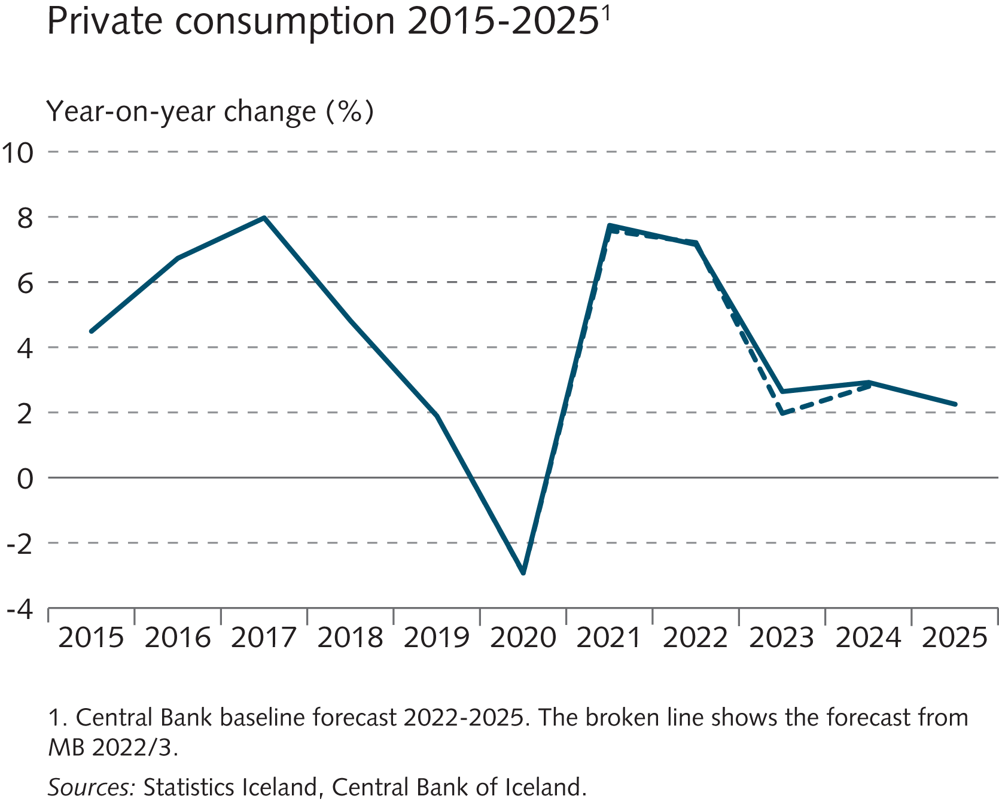 Private consumption 2015-2025¹
Year-on-year change (%)
10
8
6
4
2
0
-2
-4
2015 2016 2017 2018 2019 2020 2021 2022 2023 2024 2025
1. Central Bank baseline forecast 2022-2025. The broken line shows the forecast from
MB 2022/3.
Sources: Statistics Iceland, Central Bank of Iceland.